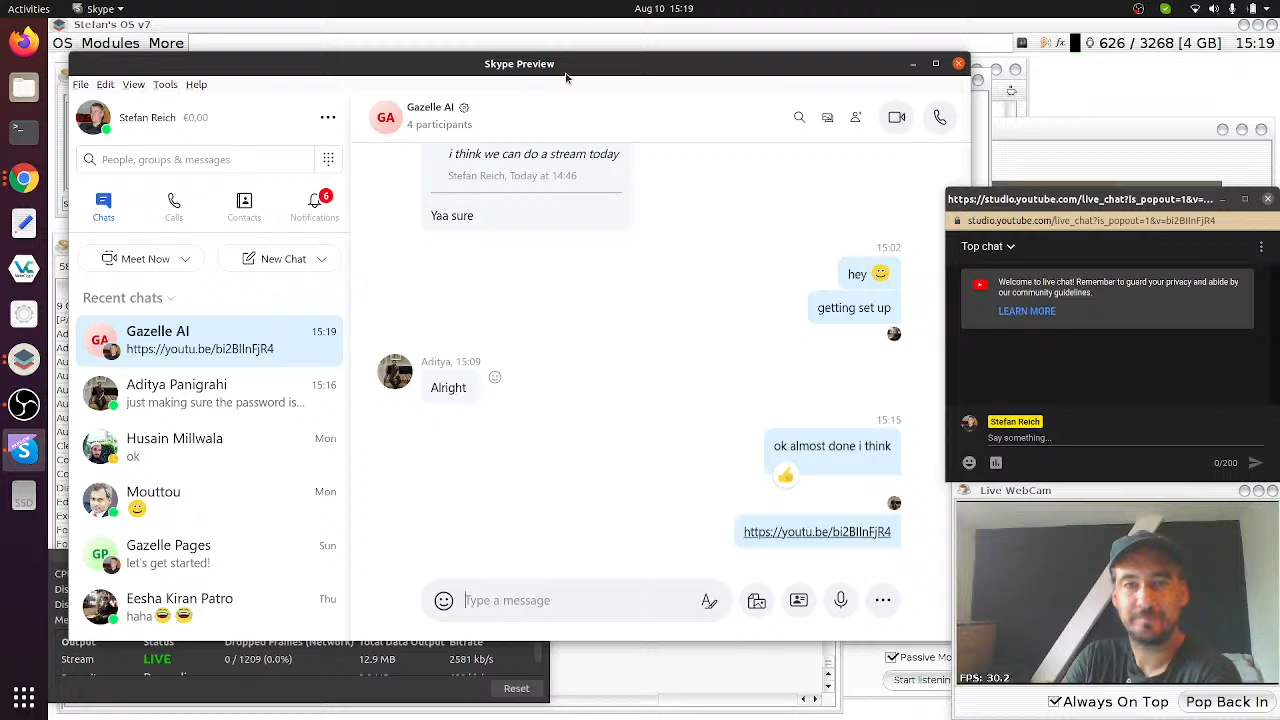 Activities
Skype
Aug 10 15:19
Stefan's OS v7
OS Modules More
626 / 3268 [4 GB] 15:19
Skype Preview
File Edit View Tools Help
Stefan Reich €0.00
People, groups & messages
Chats
Calls
Contacts
Notifications
6
Meet Now
New Chat
Recent chats
GA
Gazelle AI
15:19
https://youtu.be/bi2BIlnFjR4
Aditya Panigrahi
15:16
just making sure the password is...
Husain Millwala
Mon
ok
Mouttou
Mon
GP
Gazelle Pages
Sun
let's get started!
Eesha Kiran Patro
Thu
haha
SSD
GA
Gazelle AI
4 participants
i think we can do a stream today
Stefan Reich, Today at 14:46
Yaa sure
15:02
hey
getting set up
Aditya, 15:09
Alright
15:15
ok almost done i think
https://youtu.be/bi2BIlnFjR4
Type a message
https://studio.youtube.com/live_chat?is_popout=1&v=...
studio.youtube.com/live_chat?is_popout=1&v=bi2BIlnFjR4
Top chat
Welcome to live chat! Remember to guard your privacy and abide by
our community guidelines.
LEARN MORE
Stefan Reich
Say something...
0/200
Live WebCam
FPS: 30.2
Always On Top
Pop Back In
Output Status Dropped Frames (Network) Total Data Output Bitrate
Stream LIVE 0 / 1209 (0.0%) 12.9 MB 2581 kb/s
Reset
Passive Mo
Start listenin